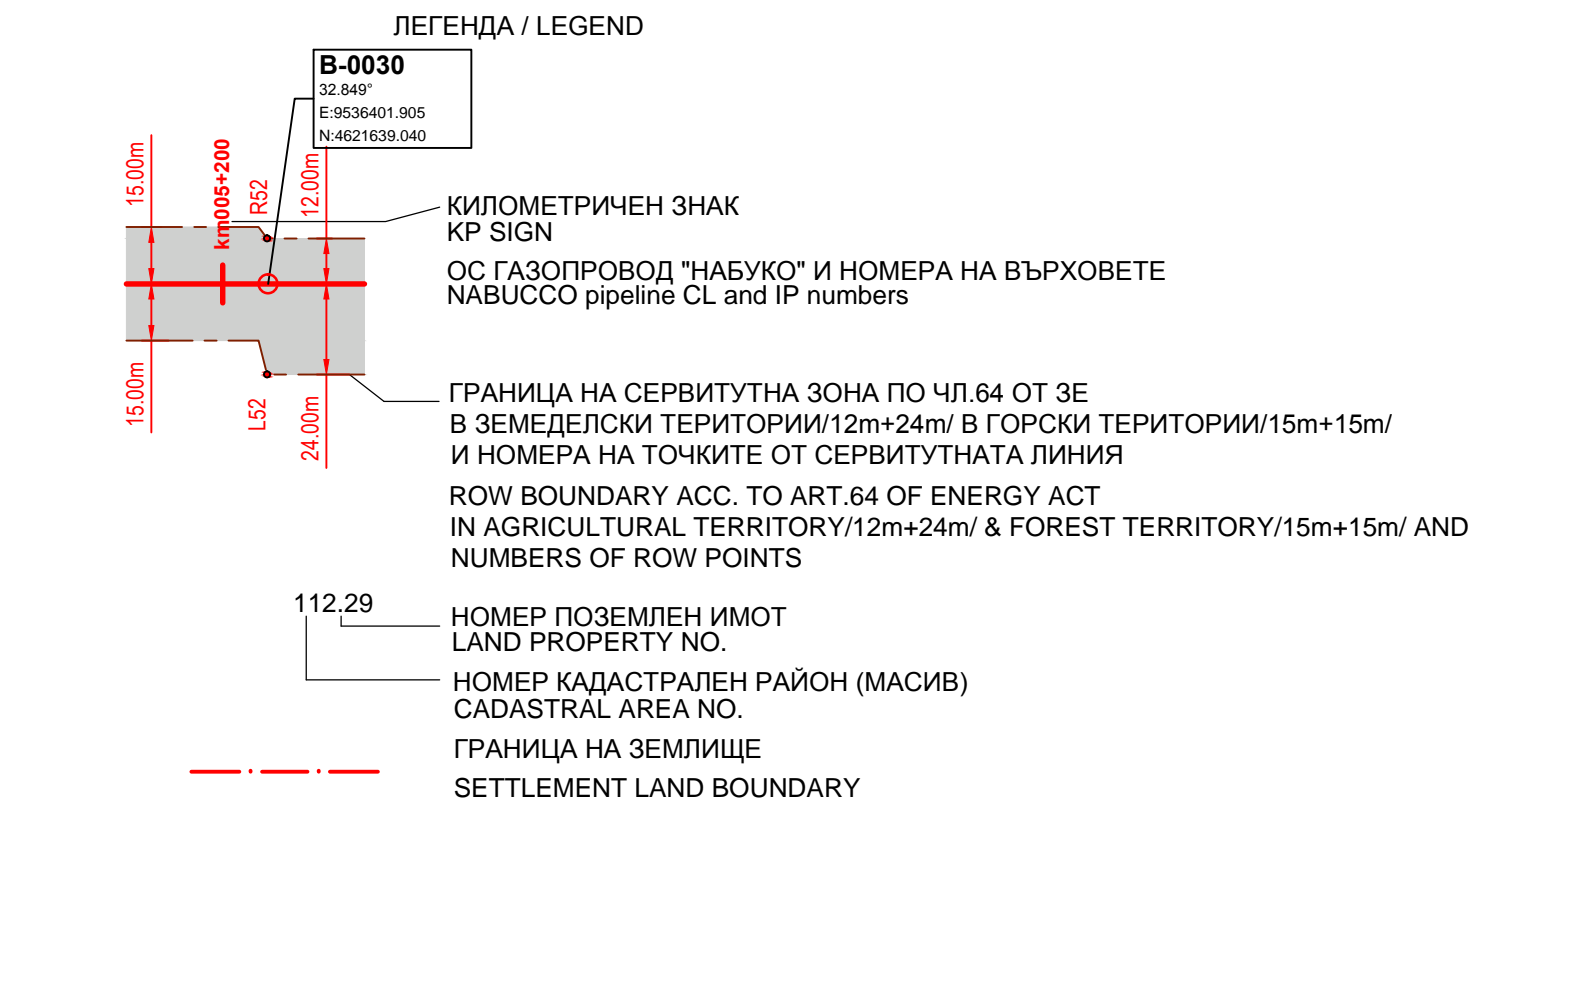 ЛЕГЕНДА / LEGEND
B-0030
32.849°
E:9536401.905
N:4621639.040
15.00m
km005+200
R52
12.00m
КИЛОМЕТРИЧЕН ЗНАК
KP SIGN
ОС ГАЗОПРОВОД "НАБУКО" И НОМЕРА НА ВЪРХОВЕТЕ
NABUCCO pipeline CL and IP numbers
15.00m
L52
24.00m
ГРАНИЦА НА СЕРВИТУТНА ЗОНА ПО ЧЛ.64 ОТ ЗЕ
В ЗЕМЕДЕЛСКИ ТЕРИТОРИИ/12m+24m/ В ГОРСКИ ТЕРИТОРИИ/15m+15m/
И НОМЕРА НА ТОЧКИТЕ ОТ СЕРВИТУТНАТА ЛИНИЯ
ROW BOUNDARY ACC. TO ART.64 OF ENERGY ACT
IN AGRICULTURAL TERRITORY/12m+24m/ & FOREST TERRITORY/15m+15m/ AND
NUMBERS OF ROW POINTS
112.29
НОМЕР ПОЗЕМЛЕН ИМОТ
LAND PROPERTY NO.
НОМЕР КАДАСТРАЛЕН РАЙОН (МАСИВ)
CADASTRAL AREA NO.
ГРАНИЦА НА ЗЕМЛИЩЕ
SETTLEMENT LAND BOUNDARY